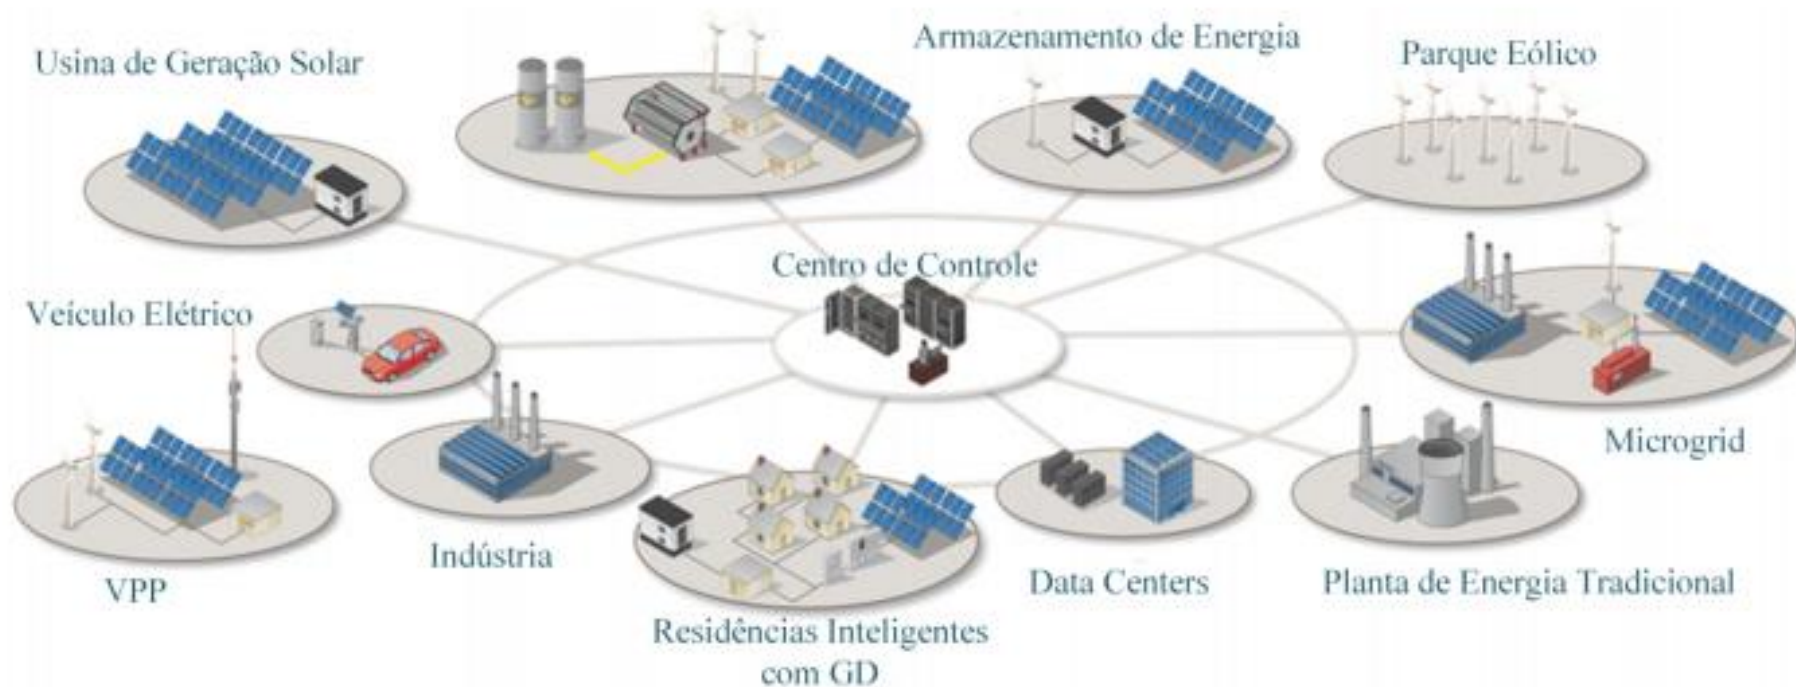 Usina de Geração Solar
Armazenamento de Energia
Parque Eólico
Centro de Controle
Veículo Elétrico
Microgrid
VPP
Indústria
Residências Inteligentes
com GD
Data Centers
Planta de Energia Tradicional